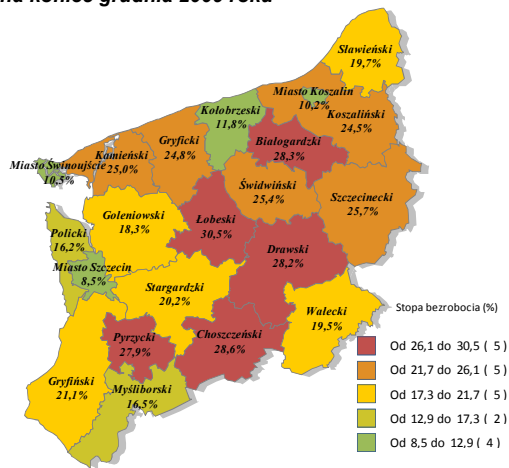 Sławieński
19,7%
Miasto Koszalin
10,2%
Kołobrzeski
11,8%
Koszaliński
24,5%
Gryficki
24,8%
Białogardzki
28,3%
Kamieński
25,0%
Miasto Świnoujście
10,5%
Świdwiński
25,4%
Szczecinecki
25,7%
Goleniowski
18,3%
Łobeski
30,5%
Policki
16,2%
Drawski
28,2%
Miasto Szczecin
8,5%
Stargardzki
20,2%
Wałecki
19,5%
Pyrzycki
27,9%
Choszczeński
28,6%
Gryfiński
21,1%
Myśliborski
16,5%
Stopa bezrobocia (%)
Od 26,1 do 30,5 ( 5 )
Od 21,7 do 26,1 ( 5 )
Od 17,3 do 21,7 ( 5 )
Od 12,9 do 17,3 ( 2 )
Od 8,5 do 12,9 ( 4 )